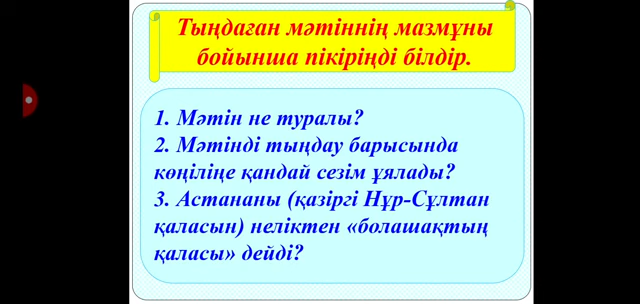 Тыңдаған мәтіннің мазмұны
бойынша пікіріңді білдір.
1. Мәтін не туралы?
2. Мәтінді тыңдау барысында
көңіліңе қандай сезім ұялады?
3. Астананы (қазіргі Нұр-Сұлтан
қаласын) неліктен «болашақтың
қаласы» дейді?